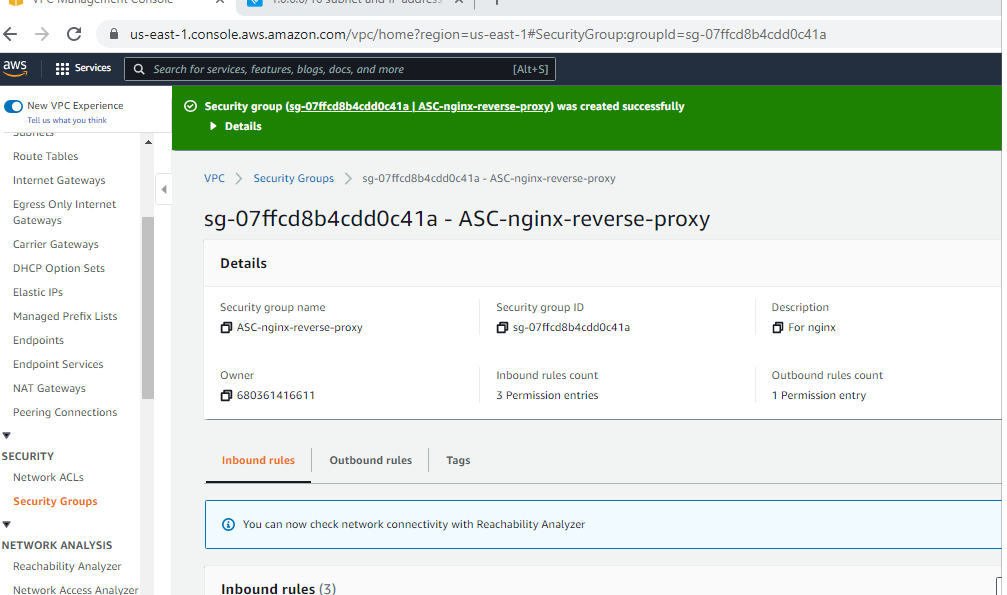 VPC Management Console
us-east-1.console.aws.amazon.com/vpc/home?region=us-east-1#SecurityGroup:groupId=sg-07ffcd8b4cdd0c41a
aws
Services
Search for services, features, blogs, docs, and more
[Alt+S]
New VPC Experience
Tell us what you think
Subnets
Route Tables
Internet Gateways
Egress Only Internet
Gateways
Carrier Gateways
DHCP Option Sets
Elastic IPs
Managed Prefix Lists
Endpoints
Endpoint Services
NAT Gateways
Peering Connections
SECURITY
Network ACLs
Security Groups
NETWORK ANALYSIS
Reachability Analyzer
Network Access Analyzer
Security group (sg-07ffcd8b4cdd0c41a | ASC-nginx-reverse-proxy) was created successfully
Details
VPC > Security Groups > sg-07ffcd8b4cdd0c41a - ASC-nginx-reverse-proxy
sg-07ffcd8b4cdd0c41a - ASC-nginx-reverse-proxy
Details
Security group name
ASC-nginx-reverse-proxy
Security group ID
sg-07ffcd8b4cdd0c41a
Description
For nginx
Owner
680361416611
Inbound rules count
3 Permission entries
Outbound rules count
1 Permission entry
Inbound rules
Outbound rules
Tags
You can now check network connectivity with Reachability Analyzer
Inbound rules (3)